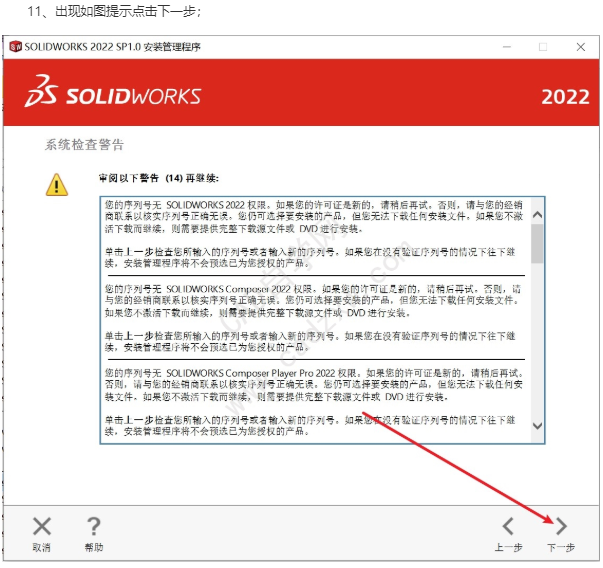 11、出现如图提示点击下一步；
SOLIDWORKS 2022 SP1.0 安装管理程序
SOLIDWORKS
2022
系统检查警告
审阅以下警告 (14) 再继续:
您的序列号无 SOLIDWORKS 2022 权限。如果您的许可证是新的，请稍后再试。否则，请与您的经销
商联系以核实序列号正确无误。您仍可选择要安装的产品，但您无法下载任何安装文件。如果您不激
活下载而继续，则需要提供完整下载源文件或 DVD 进行安装。
单击上一步检查您所输入的序列号或者输入新的序列号。如果您在没有验证序列号的情况下往下继
续，安装管理程序将不会预选已为您授权的产品。
您的序列号无 SOLIDWORKS Composer 2022 权限。如果您的许可证是新的，请稍后再试。否则，请
与您的经销商联系以核实序列号正确无误。您仍可选择要安装的产品，但您无法下载任何安装文件。
如果您不激活下载而继续，则需要提供完整下载源文件或 DVD 进行安装。
单击上一步检查您所输入的序列号或者输入新的序列号。如果您在没有验证序列号的情况下往下继
续，安装管理程序将不会预选已为您授权的产品。
您的序列号无 SOLIDWORKS Composer Player Pro 2022 权限。如果您的许可证是新的，请稍后再试。
否则，请与您的经销商联系以核实序列号正确无误。您仍可选择要安装的产品，但您无法下载任何安
装文件。如果您不激活下载而继续，则需要提供完整下载源文件或 DVD 进行安装。
单击上一步检查您所输入的序列号或者输入新的序列号。如果您在没有验证序列号的情况下往下继
续，安装管理程序将不会预选已为您授权的产品。
取消
帮助
上一步
下一步